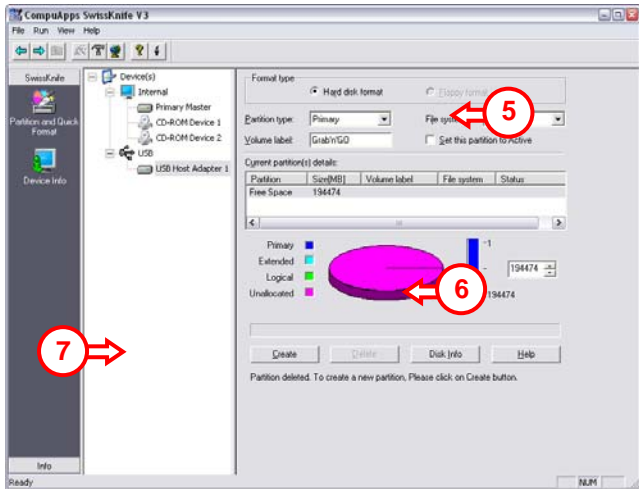 CompuApps SwissKnife V3
File Run View Help
SwissKnife
Partition and Quick
Format
Device Info
Info
Device(s)
Internal
Primary Master
CD-ROM Device 1
CD-ROM Device 2
USB
USB Host Adapter 1
Format type
Hard disk format
Floppy format
Partition type:
Primary
File
Volume label:
Grab'n'GO
Set this partition to Active
Current partition(s) details:
Partition Size[MB] Volume label File system Status
Free Space 194474
Primary
Extended
Logical
Unallocated
-1
194474
194474
5
6
7
Create Delete Disk Info Help
Partition deleted. To create a new partition, Please click on Create button.
Ready
NUM